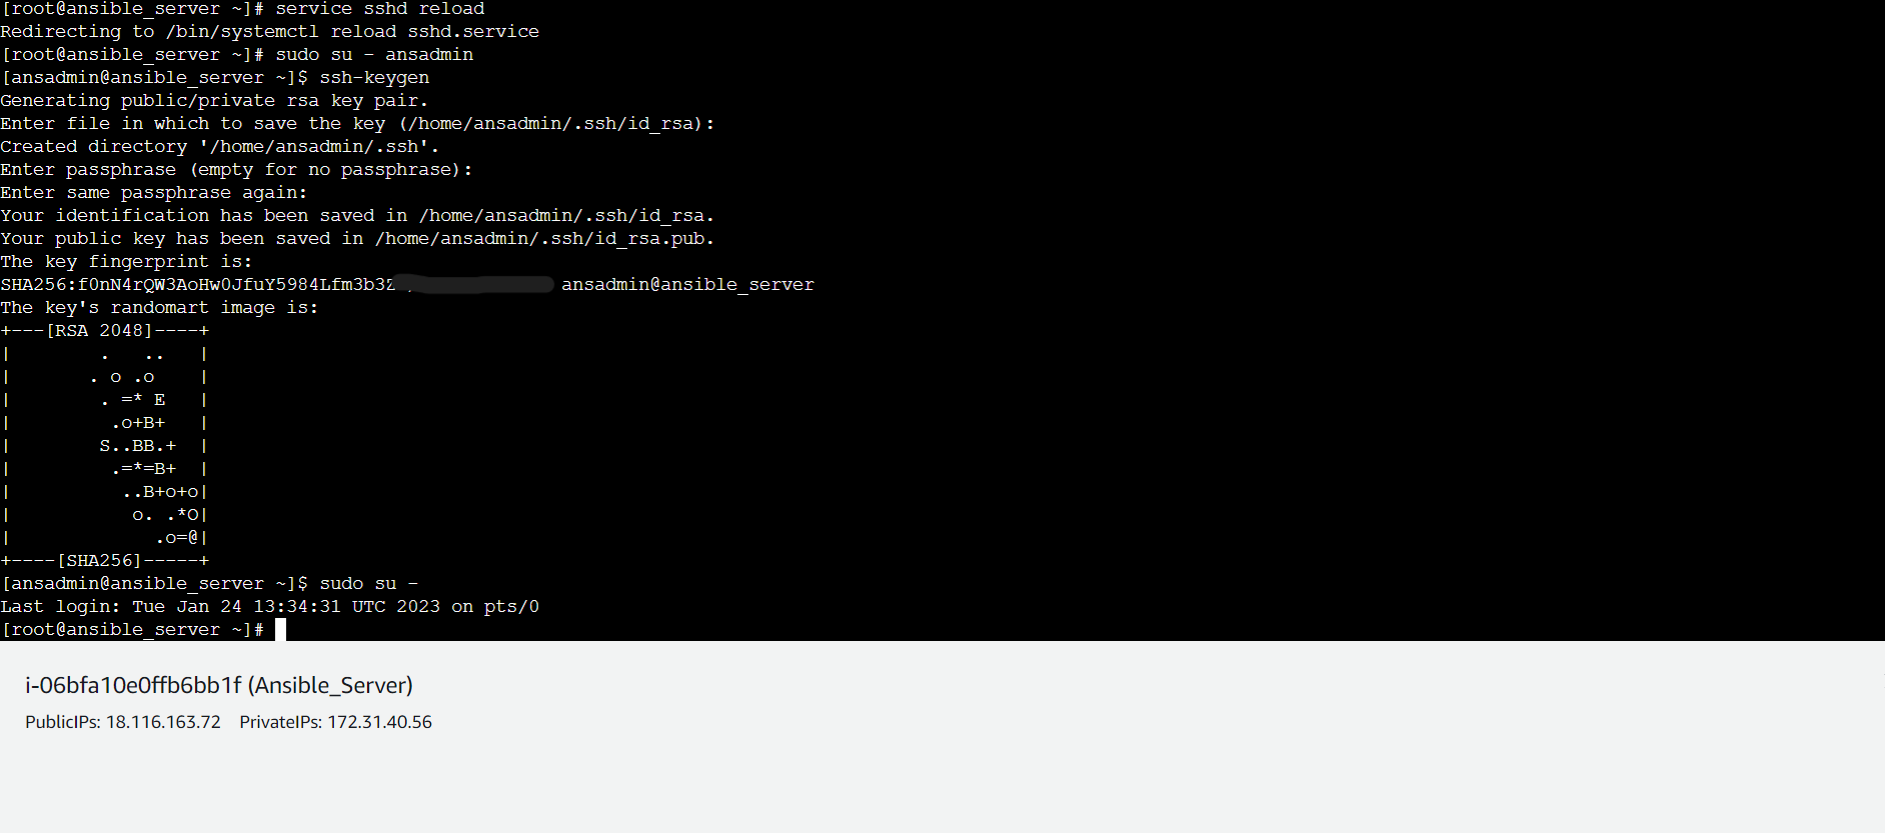 [root@ansible_server ~]# service sshd reload
Redirecting to /bin/systemctl reload sshd.service
[root@ansible_server ~]# sudo su - ansadmin
[ansadmin@ansible_server ~]$ ssh-keygen
Generating public/private rsa key pair.
Enter file in which to save the key (/home/ansadmin/.ssh/id_rsa):
Created directory '/home/ansadmin/.ssh'.
Enter passphrase (empty for no passphrase):
Enter same passphrase again:
Your identification has been saved in /home/ansadmin/.ssh/id_rsa.
Your public key has been saved in /home/ansadmin/.ssh/id_rsa.pub.
The key fingerprint is:
SHA256:f0nN4rQW3AoHw0JfuY5984Lfm3b3 ansadmin@ansible_server
The key's randomart image is:
+---[RSA 2048]----+
|        .   ..   |
|       . o .o    |
|        . =* E   |
|         .o+B+   |
|        S..BB.+  |
|         .=*=B+  |
|          ..B+o+o|
|           o. .*O|
|             .o=@|
+----[SHA256]-----+
[ansadmin@ansible_server ~]$ sudo su -
Last login: Tue Jan 24 13:34:31 UTC 2023 on pts/0
[root@ansible_server ~]#
i-06bfa10e0ffb6bb1f (Ansible_Server)
PublicIPs: 18.116.163.72 PrivateIPs: 172.31.40.56